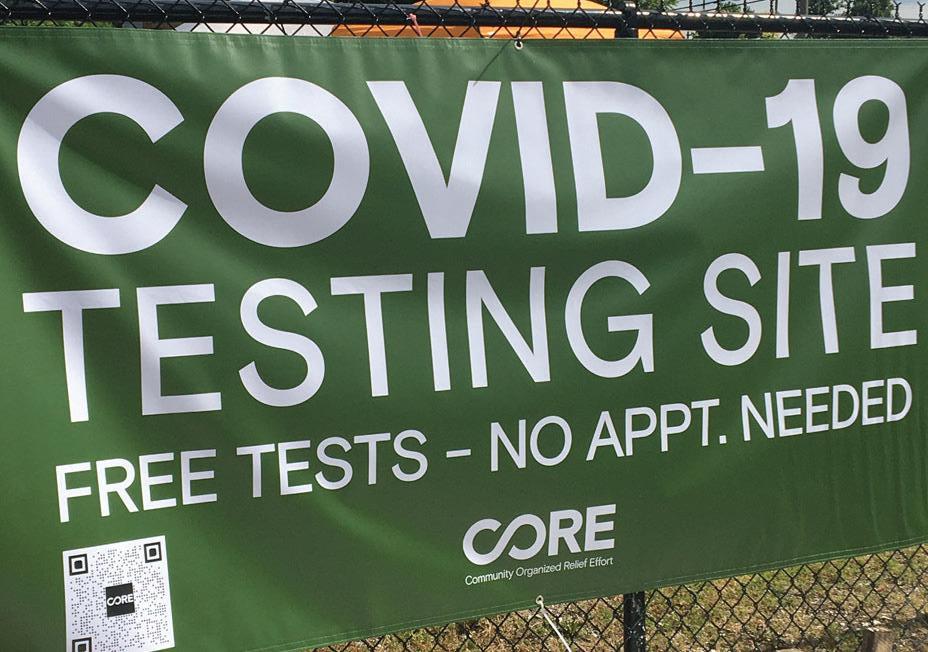 COVID-19
TESTING SITE
FREE TESTS – NO APPT. NEEDED
CORE
Community Organized Relief Effort
CORE